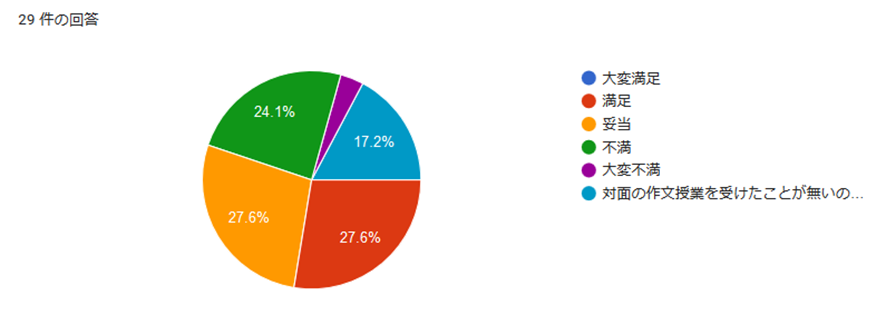 29 件の回答
大変満足
満足
妥当
不満
大変不満
対面の作文授業を受けたことが無いの...
24.1%
17.2%
27.6%
27.6%